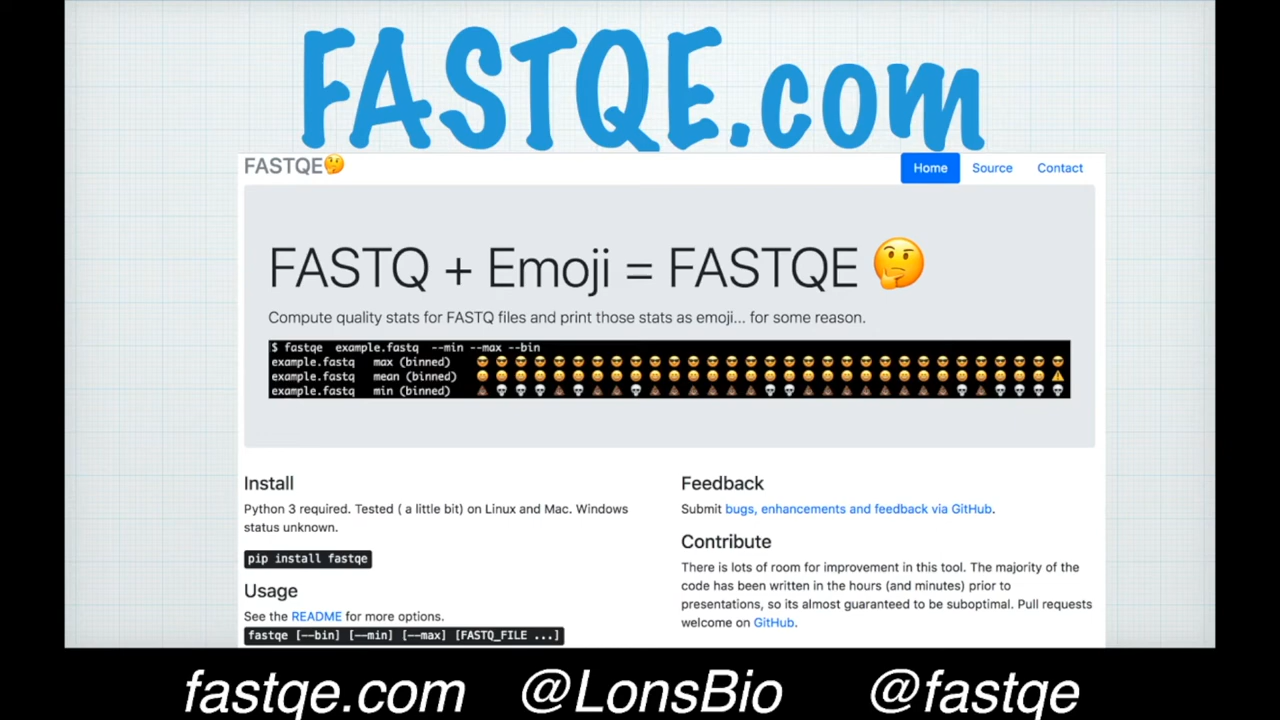 FASTQE.com
FASTQE🤔
Home Source Contact
FASTQ + Emoji = FASTQE 🤔
Compute quality stats for FASTQ files and print those stats as emoji... for some reason.
$ fastqe example.fastq --min --max --bin
example.fastq max (binned)
example.fastq mean (binned)
example.fastq min (binned)
Install
Python 3 required. Tested ( a little bit) on Linux and Mac. Windows
status unknown.
pip install fastqe
Usage
See the README for more options.
fastqe [--bin] [--min] [--max] [FASTQ_FILE ...]
Feedback
Submit bugs, enhancements and feedback via GitHub.
Contribute
There is lots of room for improvement in this tool. The majority of the
code has been written in the hours (and minutes) prior to
presentations, so its almost guaranteed to be suboptimal. Pull requests
welcome on GitHub.
fastqe.com @LonsBio @fastqe